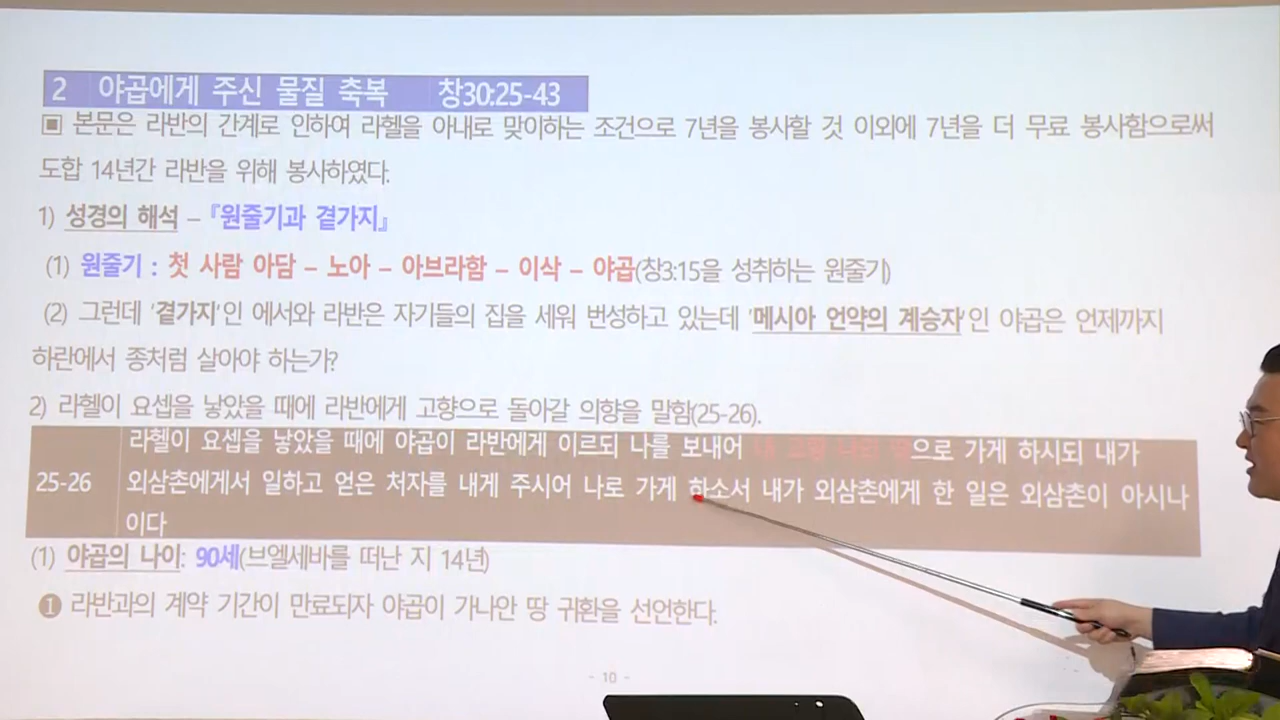 2 야곱에게 주신 물질 축복 창30:25-43
▣ 본문은 라반의 간계로 인하여 라헬을 아내로 맞이하는 조건으로 7년을 봉사할 것 이외에 7년을 더 무료 봉사함으로써
도합 14년간 라반을 위해 봉사하였다.
1) 성경의 해석 – 『원줄기과 곁가지』
(1) 원줄기 : 첫 사람 아담 – 노아 – 아브라함 – 이삭 – 야곱(창3:15을 성취하는 원줄기)
(2) 그런데 '곁가지'인 에서와 라반은 자기들의 집을 세워 번성하고 있는데 '메시아 언약의 계승자'인 야곱은 언제까지
하란에서 종처럼 살아야 하는가?
2) 라헬이 요셉을 낳았을 때에 라반에게 고향으로 돌아갈 의향을 말함(25-26).
라헬이 요셉을 낳았을 때에 야곱이 라반에게 이르되 나를 보내어 내 고향 나의 땅으로 가게 하시되 내가
25-26 외삼촌에게서 일하고 얻은 처자를 내게 주시어 나로 가게 하소서 내가 외삼촌에게 한 일은 외삼촌이 아시나
이다
(1) 야곱의 나이: 90세(브엘세바를 떠난 지 14년)
❶ 라반과의 계약 기간이 만료되자 야곱이 가나안 땅 귀환을 선언한다.
- 10 -